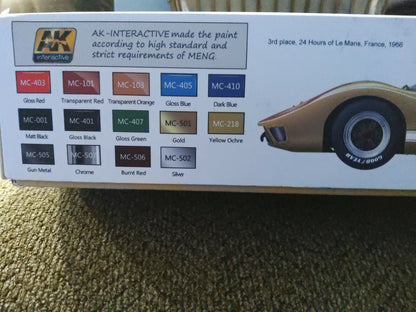 AK
interactive
AK-INTERACTIVE made the paint
according to high standard and
strict requirements of MENG.
3rd place, 24 Hours of Le Mans, France, 1966
MC-403 MC-101 MC-103 MC-405 MC-410
Gloss Red Transparent Red Transparent Orange Gloss Blue Dark Blue
MC-001 MC-401 MC-407 MC-501 MC-218
Matt Black Gloss Black Gloss Green Gold Yellow Ochre
MC-505 MC-507 MC-506 MC-502
Gun Metal Chrome Burnt Red Silver
GOOD YEAR